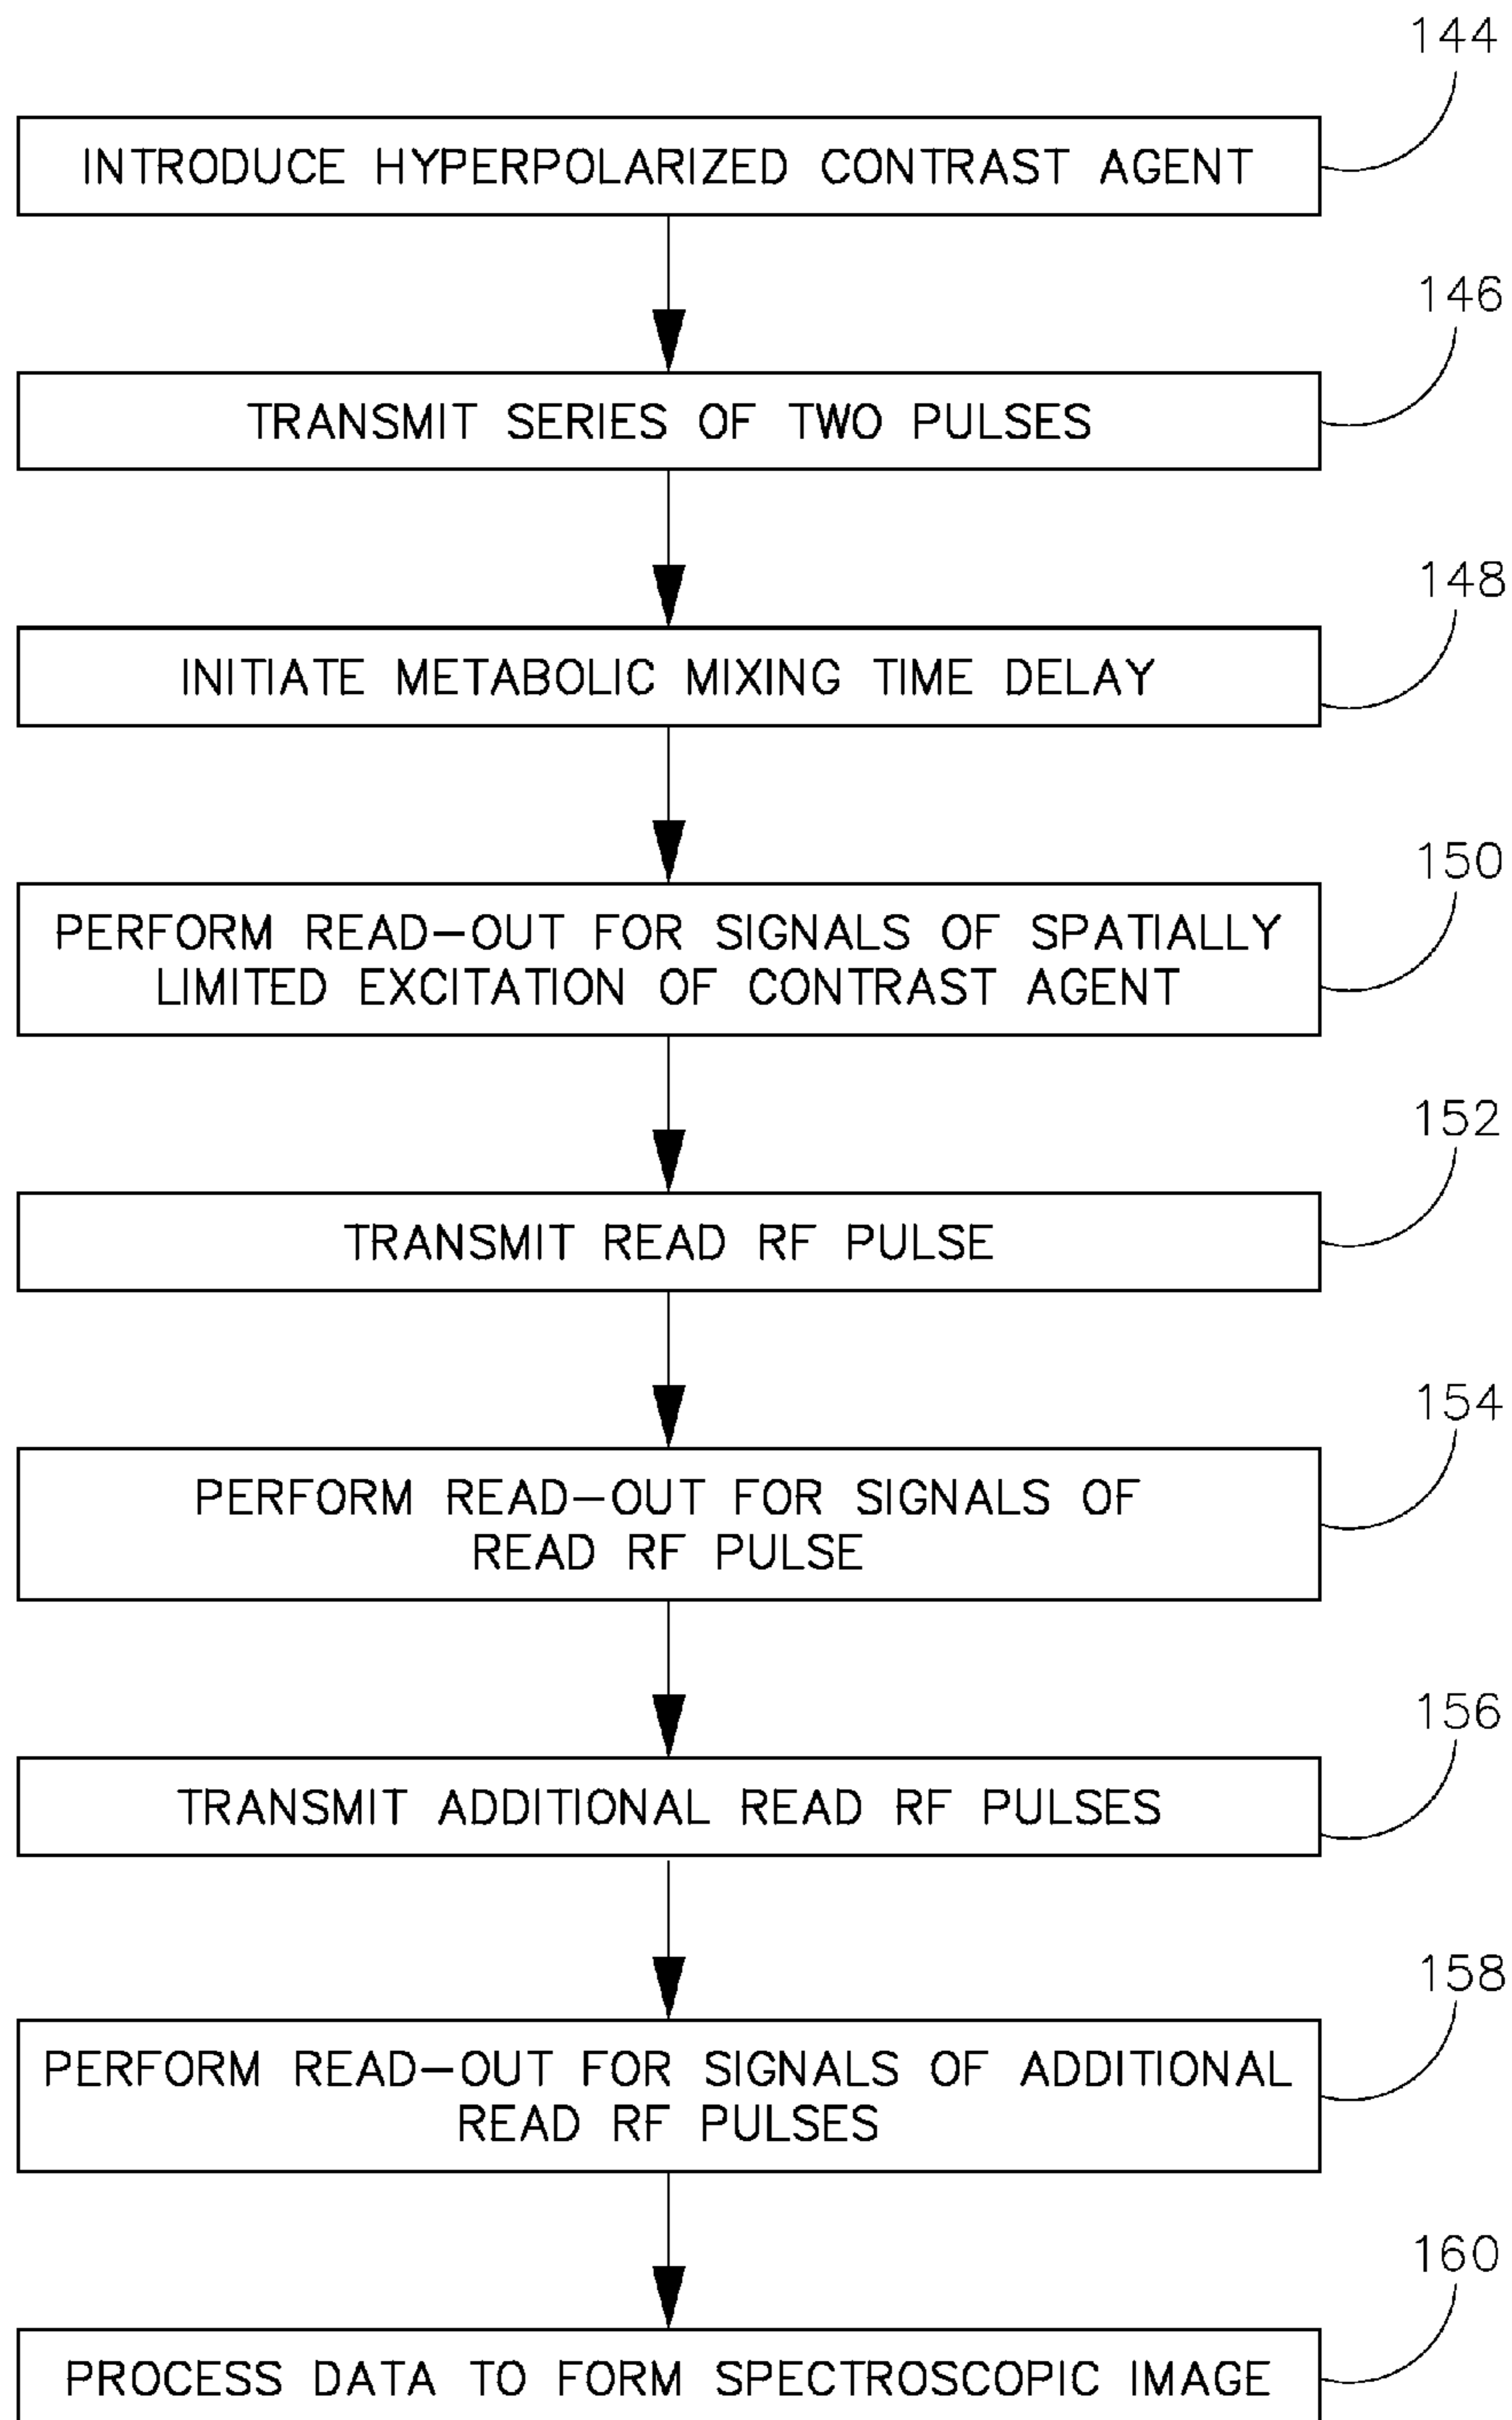 144
INTRODUCE HYPERPOLARIZED CONTRAST AGENT
146
TRANSMIT SERIES OF TWO PULSES
148
INITIATE METABOLIC MIXING TIME DELAY
150
PERFORM READ-OUT FOR SIGNALS OF SPATIALLY
LIMITED EXCITATION OF CONTRAST AGENT
152
TRANSMIT READ RF PULSE
154
PERFORM READ-OUT FOR SIGNALS OF
READ RF PULSE
156
TRANSMIT ADDITIONAL READ RF PULSES
158
PERFORM READ-OUT FOR SIGNALS OF ADDITIONAL
READ RF PULSES
160
PROCESS DATA TO FORM SPECTROSCOPIC IMAGE